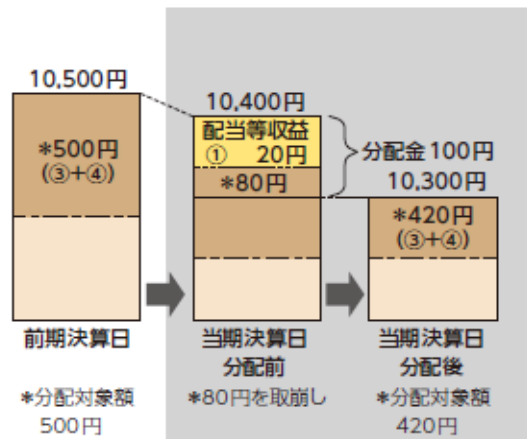 10,500円
*500円
(③+④)
前期決算日
*分配対象額
500円
10,400円
配当等収益
① 20円
*80円
分配金100円
当期決算日
分配前
*80円を取崩し
10,300円
*420円
(③+④)
当期決算日
分配後
*分配対象額
420円